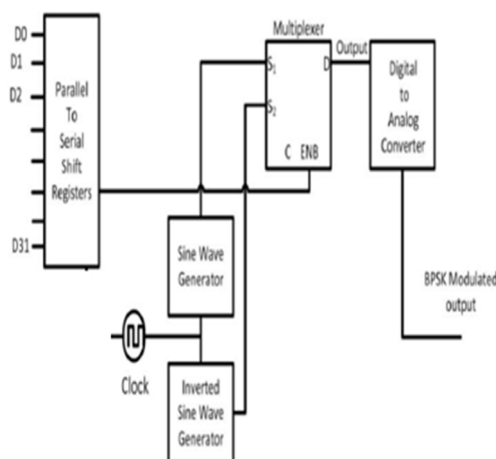 D0
D1
D2
D31
Parallel
To
Serial
Shift
Registers
Multiplexer
S1
S2
D
C ENB
Output
Digital
to
Analog
Converter
Sine Wave
Generator
Clock
Inverted
Sine Wave
Generator
BPSK Modulated
output